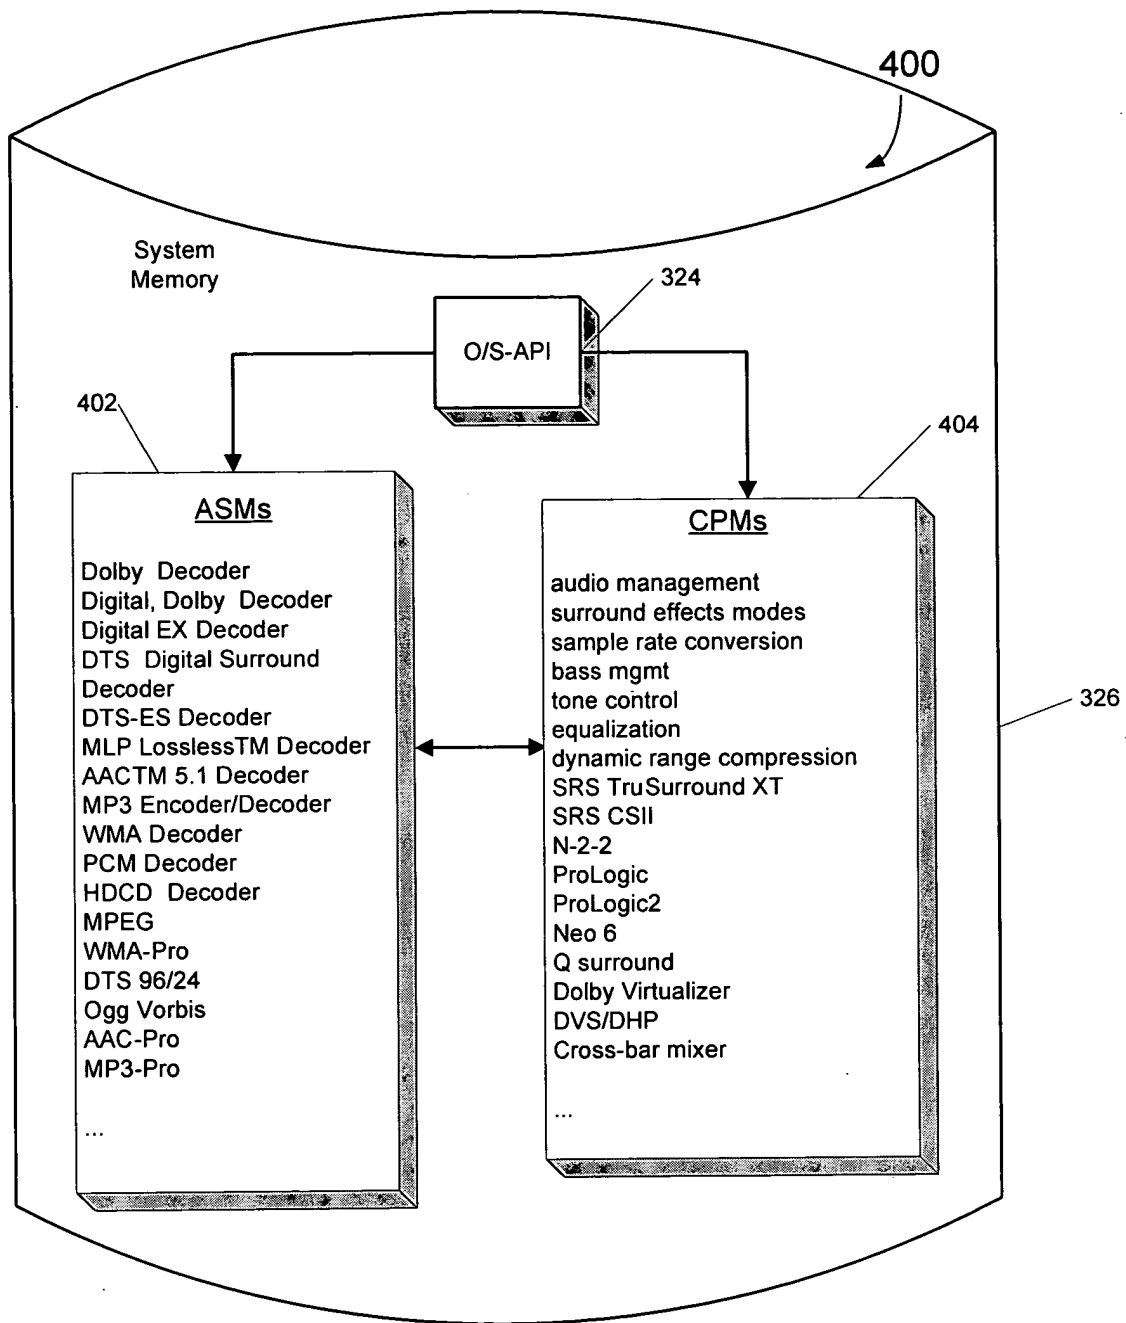 400
System
Memory
324
O/S-API
402
404
ASMs
Dolby Decoder
Digital, Dolby Decoder
Digital EX Decoder
DTS Digital Surround
Decoder
DTS-ES Decoder
MLP LosslessTM Decoder
AACTM 5.1 Decoder
MP3 Encoder/Decoder
WMA Decoder
PCM Decoder
HDCD Decoder
MPEG
WMA-Pro
DTS 96/24
Ogg Vorbis
AAC-Pro
MP3-Pro
...
CPMs
audio management
surround effects modes
sample rate conversion
bass mgmt
tone control
equalization
dynamic range compression
SRS TruSurround XT
SRS CSII
N-2-2
ProLogic
ProLogic2
Neo 6
Q surround
Dolby Virtualizer
DVS/DHP
Cross-bar mixer
...
326